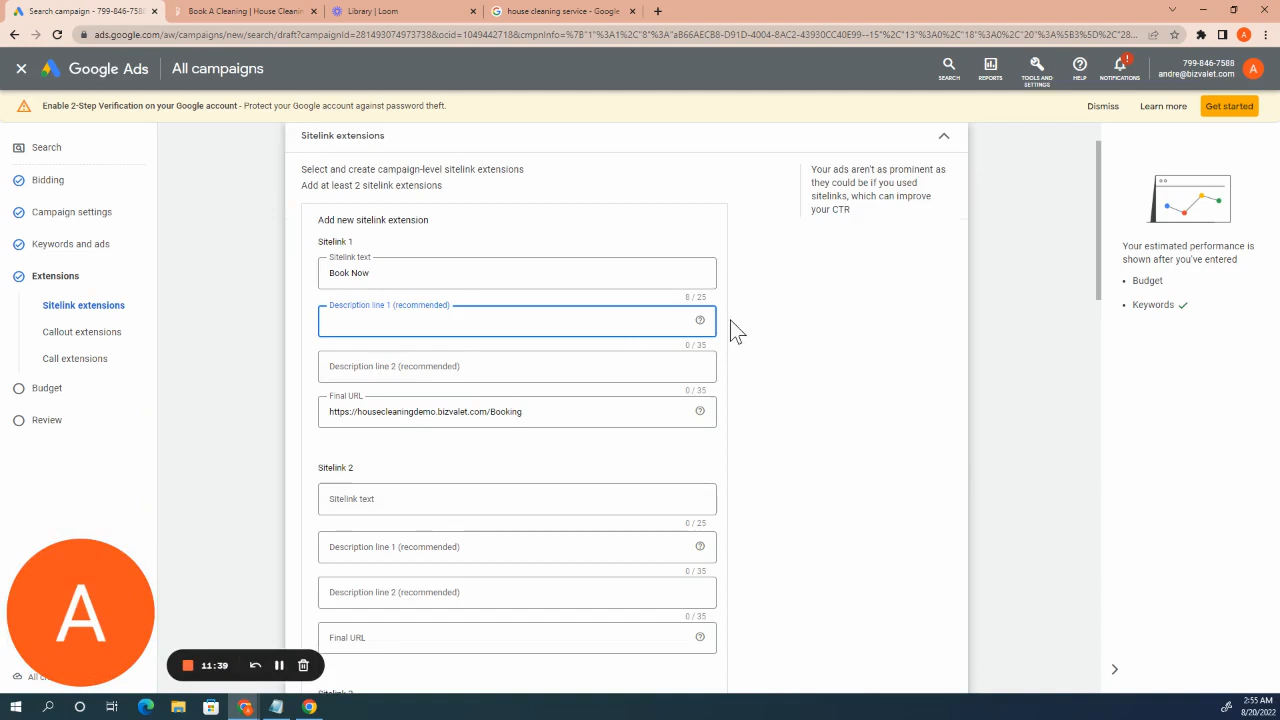 Search campaign - 799-846-758
Book A Cleaning | House Cleanin
Library | Loom
house cleaning service - Google
ads.google.com/aw/campaigns/new/search/draft?campaignId=281493074973738&ocid=1049442718&cmpnInfo=%7B"1"%3A1%2C"8"%3A"aB66AECB8-D91D-4004-8AC2-43930CC40E99--15"%2C"13"%3A0%2C"18"%3A0%2C"20"%3A%5B3%5D%2C"28...
Google Ads
All campaigns
SEARCH
REPORTS
TOOLS AND SETTINGS
HELP
NOTIFICATIONS
799-846-7588
andre@bizvalet.com
A
Enable 2-Step Verification on your Google account - Protect your Google account against password theft.
Dismiss
Learn more
Get started
Search
Bidding
Campaign settings
Keywords and ads
Extensions
Sitelink extensions
Callout extensions
Call extensions
Budget
Review
Sitelink extensions
Select and create campaign-level sitelink extensions
Add at least 2 sitelink extensions
Your ads aren't as prominent as
they could be if you used
sitelinks, which can improve
your CTR
Add new sitelink extension
Sitelink 1
Sitelink text
Book Now
8 / 25
Description line 1 (recommended)
0 / 35
Description line 2 (recommended)
0 / 35
Final URL
https://housecleaningdemo.bizvalet.com/Booking
Sitelink 2
Sitelink text
0 / 25
Description line 1 (recommended)
0 / 35
Description line 2 (recommended)
0 / 35
Final URL
Your estimated performance is
shown after you've entered
Budget
Keywords
A
11:39
2:55 AM
8/20/2022